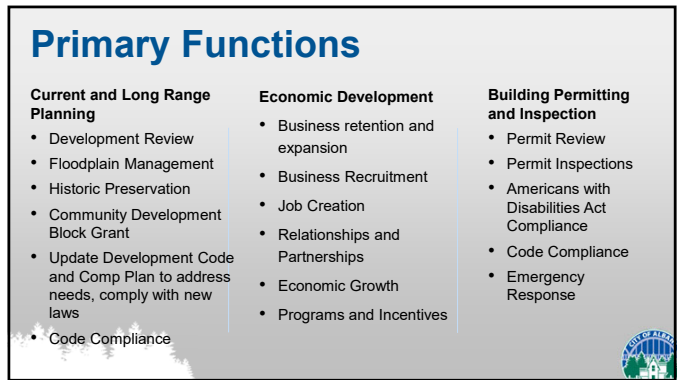 Primary Functions
Current and Long Range
Planning
• Development Review
• Floodplain Management
• Historic Preservation
• Community Development
Block Grant
• Update Development Code
and Comp Plan to address
needs, comply with new
laws
• Code Compliance
Economic Development
• Business retention and
expansion
• Business Recruitment
• Job Creation
• Relationships and
Partnerships
• Economic Growth
• Programs and Incentives
Building Permitting
and Inspection
• Permit Review
• Permit Inspections
• Americans with
Disabilities Act
Compliance
• Code Compliance
• Emergency
Response
CITY OF ALBA